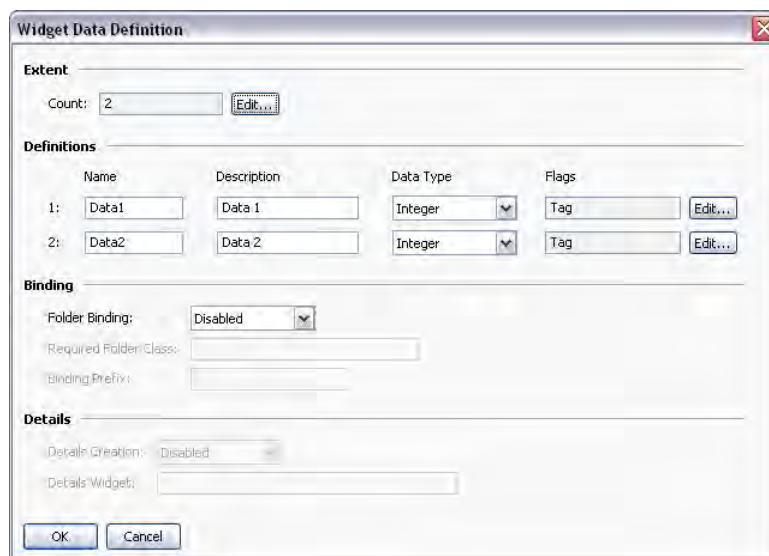 Widget Data Definition
Extent
Count: 2 Edit...
Definitions
Name Description Data Type Flags
1: Data1 Data 1 Integer Tag Edit...
2: Data2 Data 2 Integer Tag Edit...
Binding
Folder Binding: Disabled
Required Folder Class:
Binding Prefix:
Details
Details Creation: Disabled
Details Widget:
OK Cancel